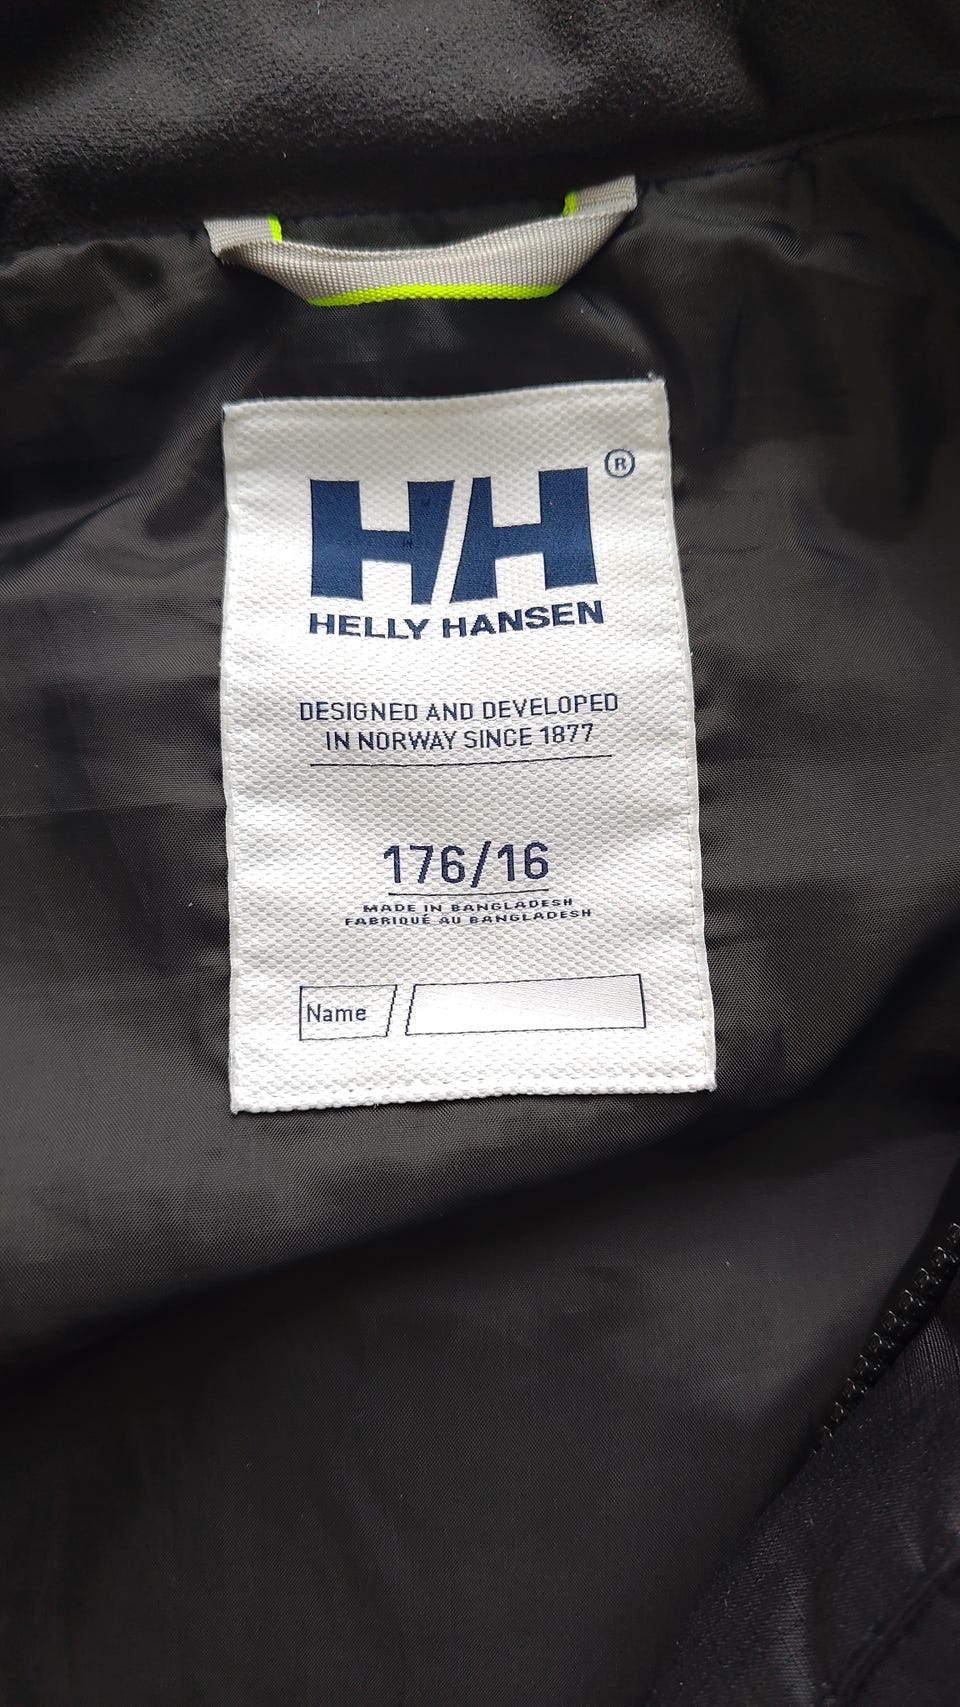 HH®
HELLY HANSEN
DESIGNED AND DEVELOPED
IN NORWAY SINCE 1877
176/16
MADE IN BANGLADESH
FABRIQUÉ AU BANGLADESH
Name